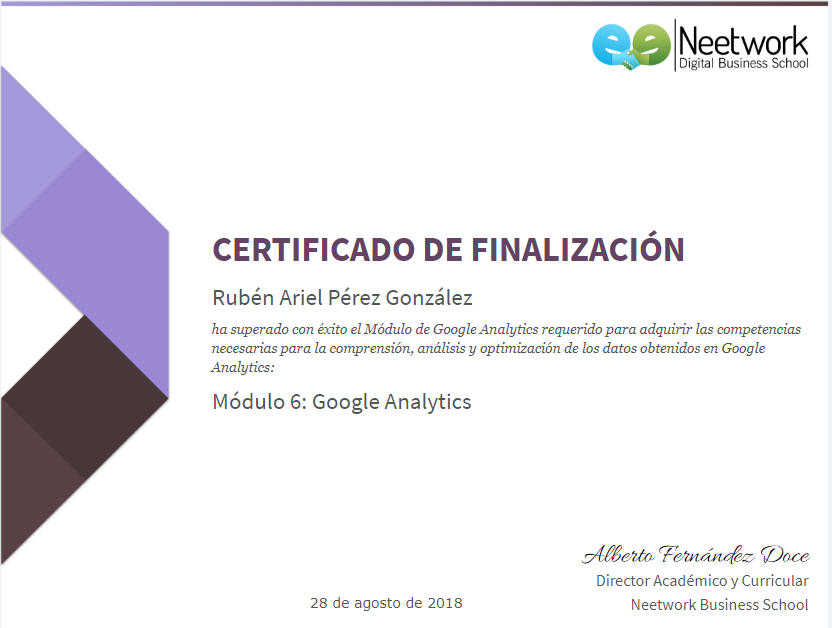 Neetwork
Digital Business School
CERTIFICADO DE FINALIZACIÓN
Rubén Ariel Pérez González
ha superado con éxito el Módulo de Google Analytics requerido para adquirir las competencias
necesarias para la comprensión, análisis y optimización de los datos obtenidos en Google
Analytics:
Módulo 6: Google Analytics
Alberto Fernández Doce
Director Académico y Curricular
28 de agosto de 2018
Neetwork Business School